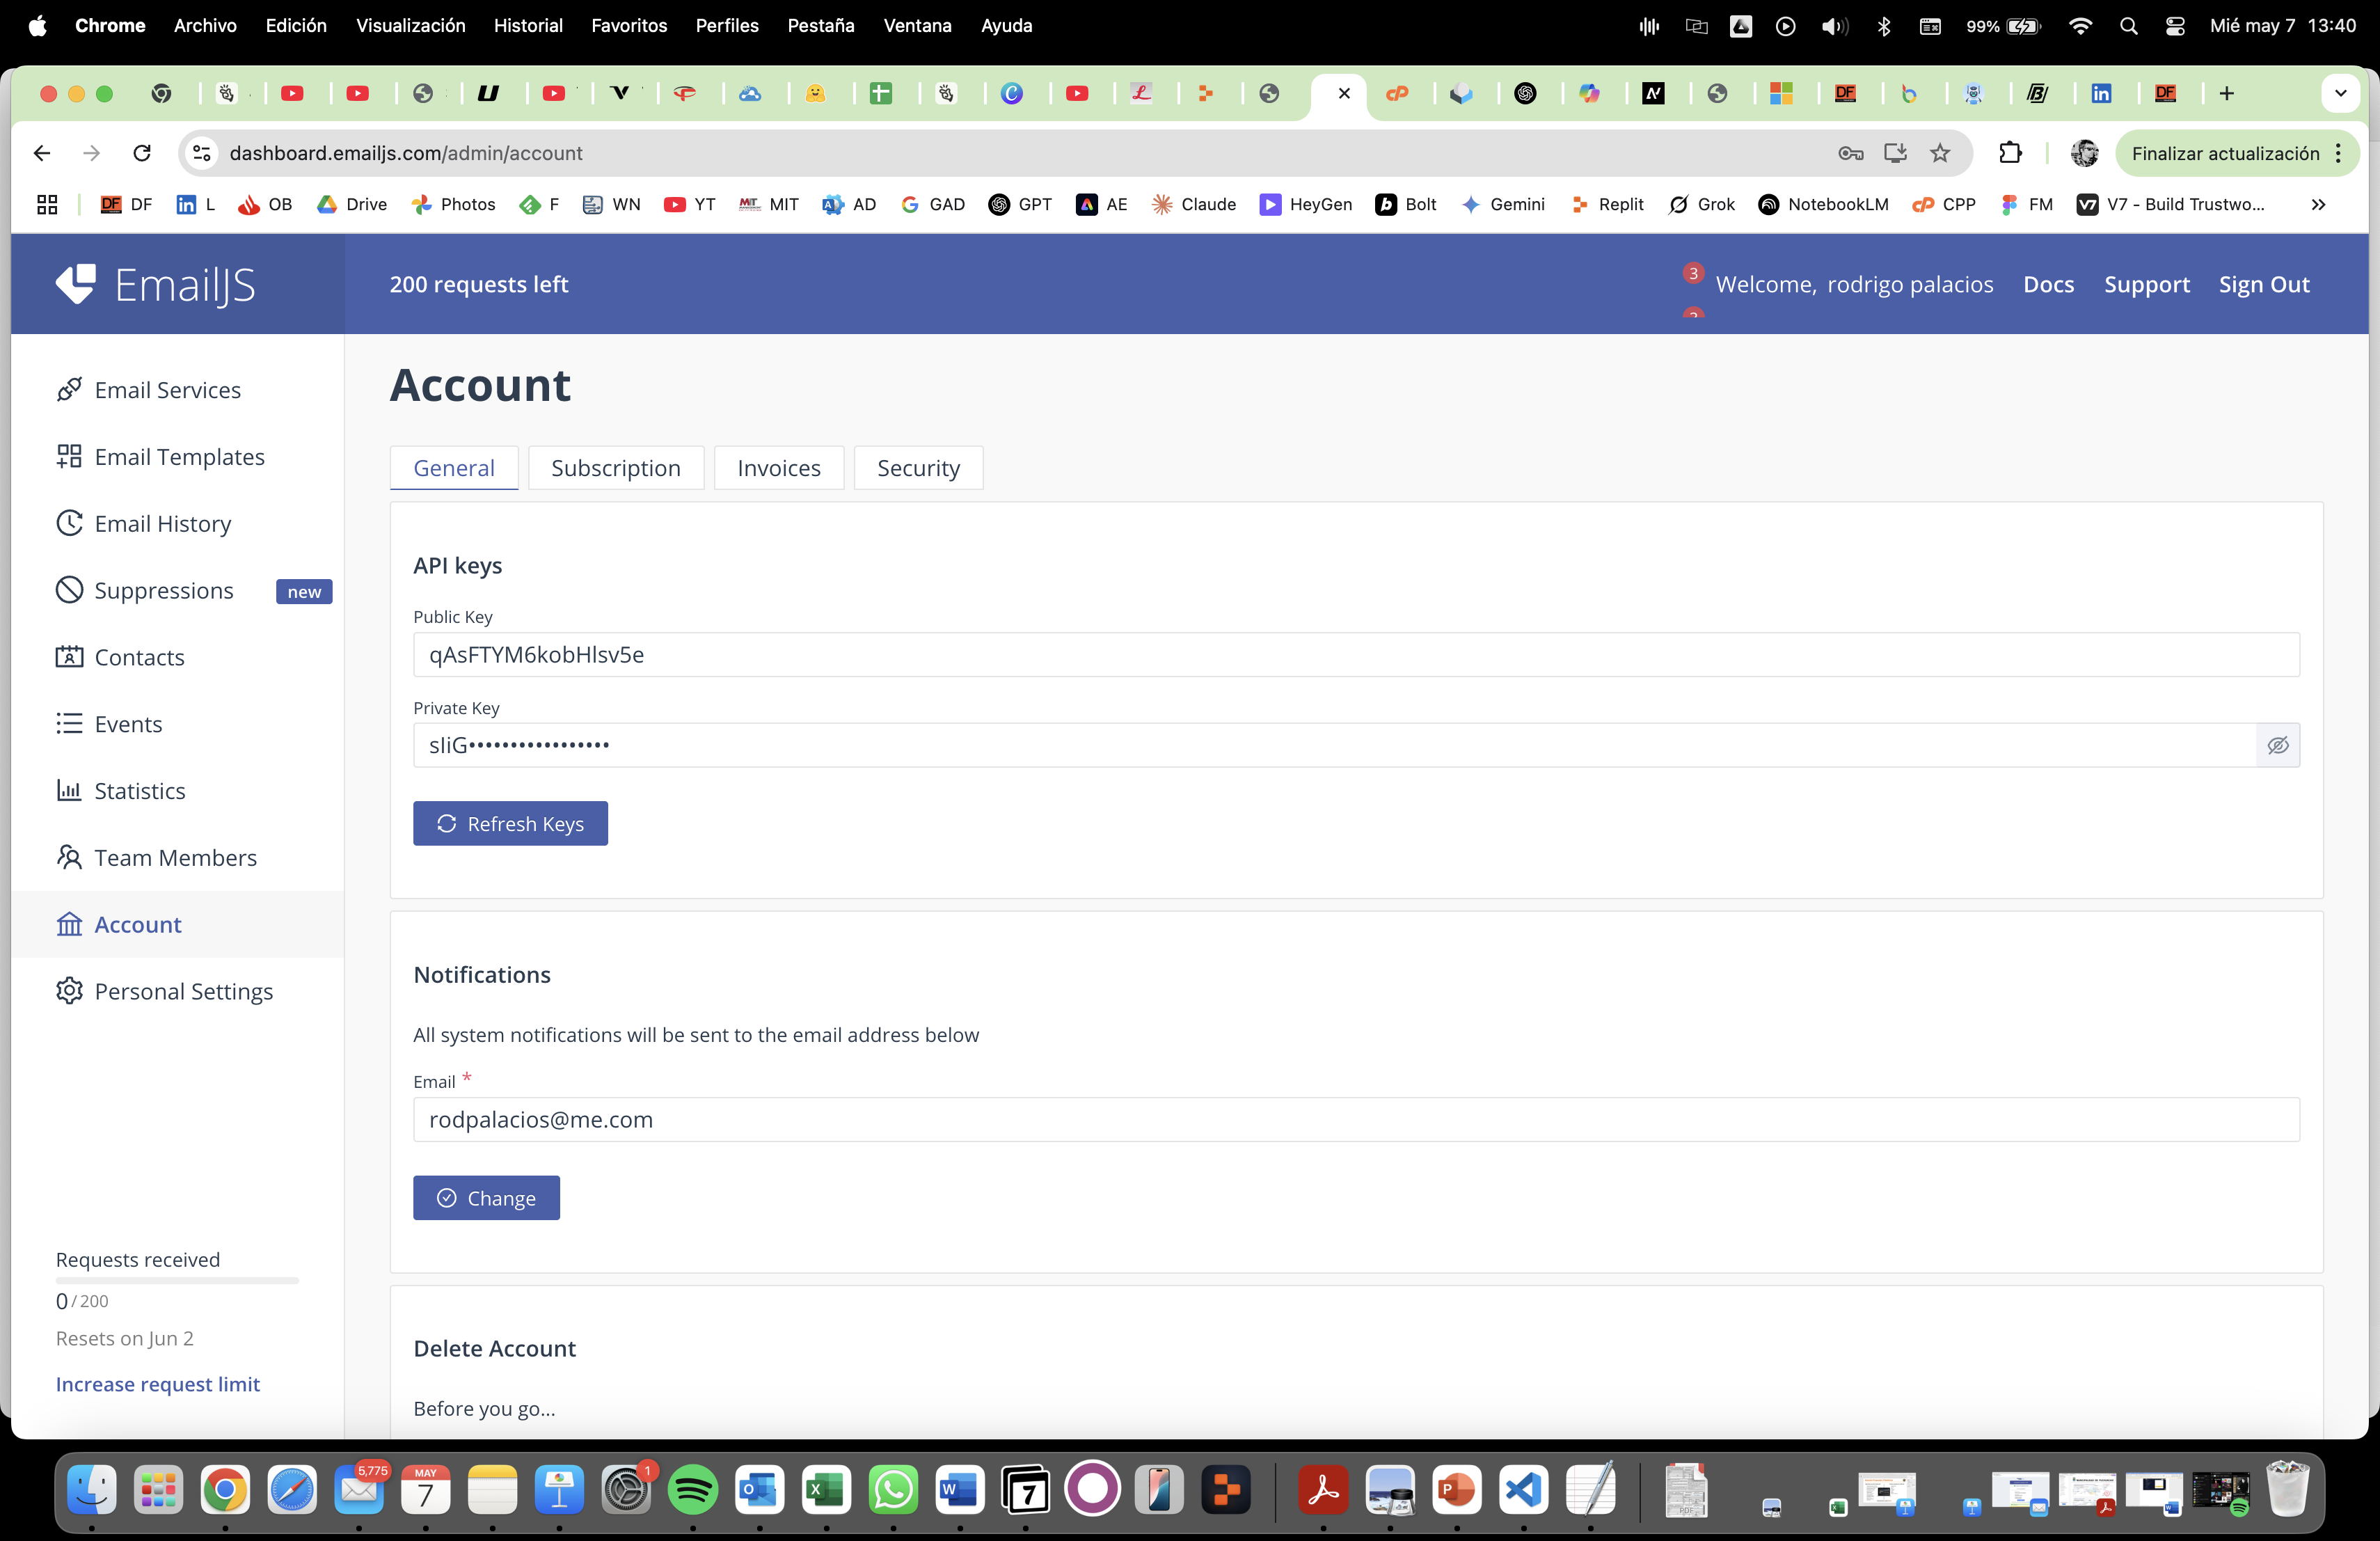 Chrome Archivo Edición Visualización Historial Favoritos Perfiles Pestaña Ventana Ayuda 99% Mié may 7 13:40
dashboard.emailjs.com/admin/account Finalizar actualización
DF L OB Drive Photos F WN YT MIT AD GAD GPT AE Claude HeyGen Bolt Gemini Replit Grok NotebookLM CPP FM V7 - Build Trustwo...
EmailJS 200 requests left 3 Welcome, rodrigo palacios Docs Support Sign Out
Email Services
Email Templates
Email History
Suppressions new
Contacts
Events
Statistics
Team Members
Account
Personal Settings
Requests received
0 / 200
Resets on Jun 2
Increase request limit
Account
General Subscription Invoices Security
API keys
Public Key
qAsFTYM6kobHlsv5e
Private Key
sliG•••••••••••••••••
Refresh Keys
Notifications
All system notifications will be sent to the email address below
Email *
rodpalacios@me.com
Change
Delete Account
Before you go...
5,775 MAY 7 1 7